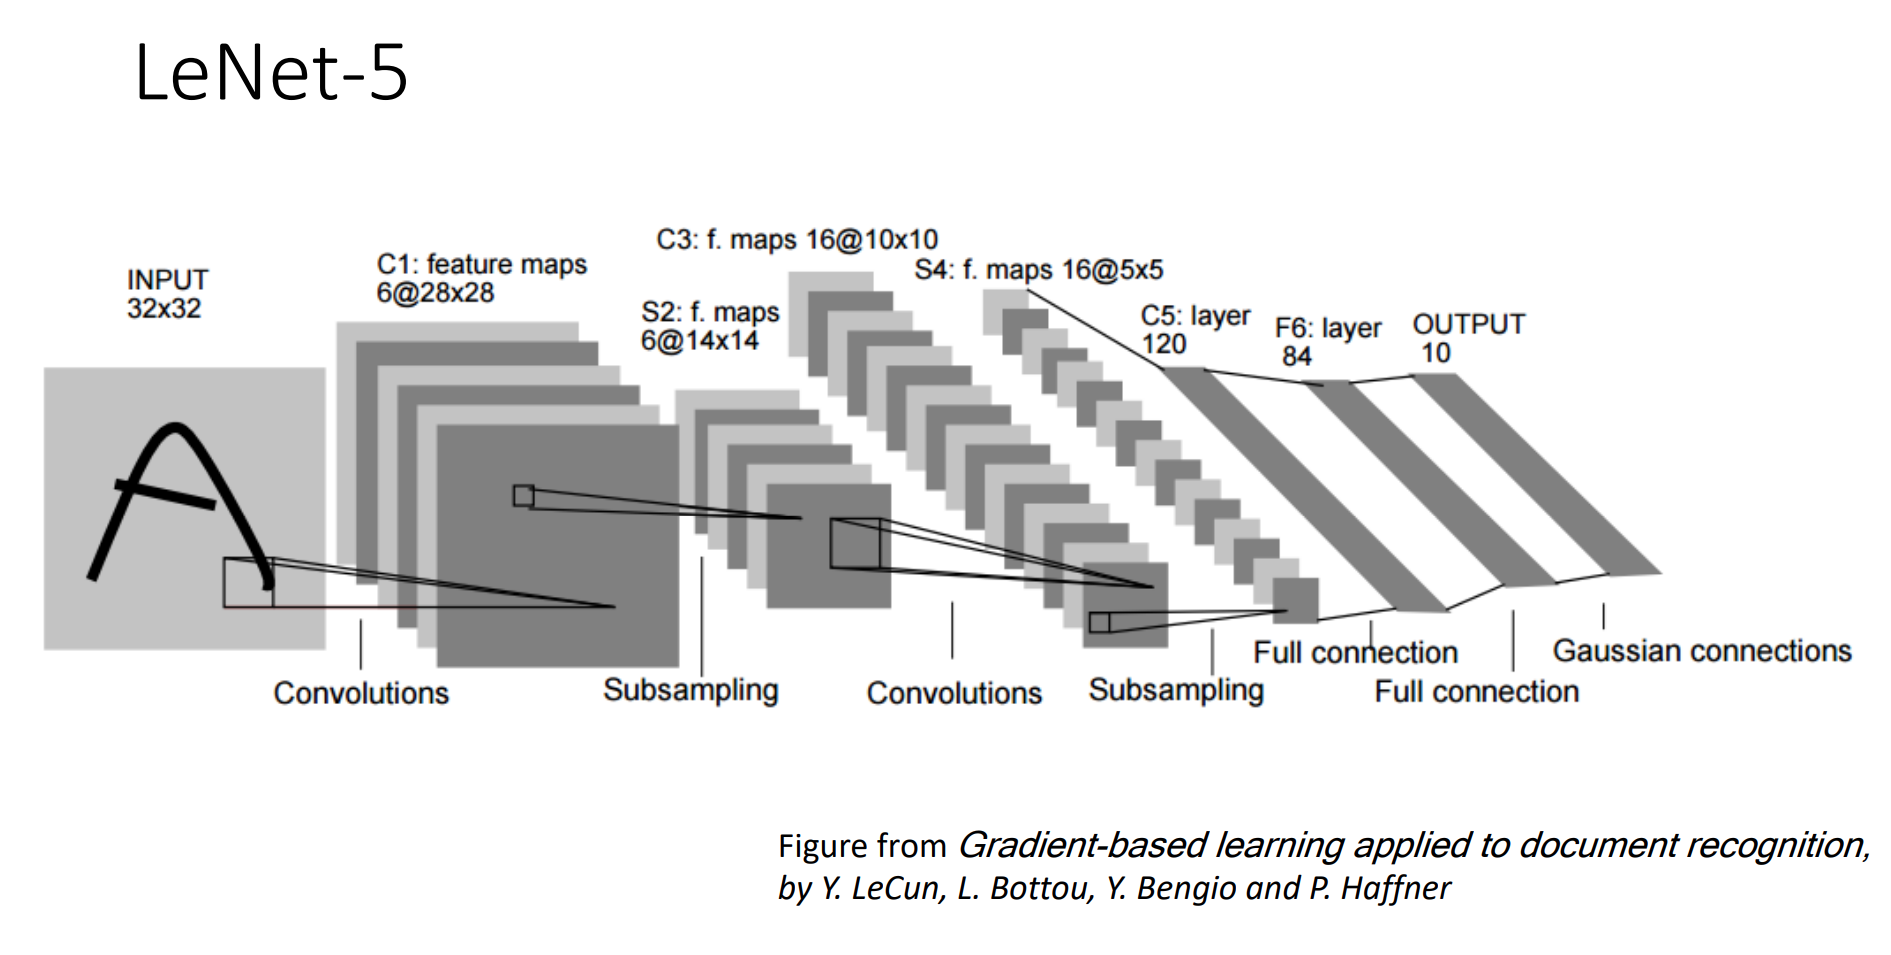 LeNet-5
INPUT
32x32
C1: feature maps
6@28x28
S2: f. maps
6@14x14
C3: f. maps 16@10x10
S4: f. maps 16@5x5
C5: layer
120
F6: layer
84
OUTPUT
10
Convolutions
Subsampling
Convolutions
Subsampling
Full connection
Full connection
Gaussian connections
Figure from Gradient-based learning applied to document recognition,
by Y. LeCun, L. Bottou, Y. Bengio and P. Haffner